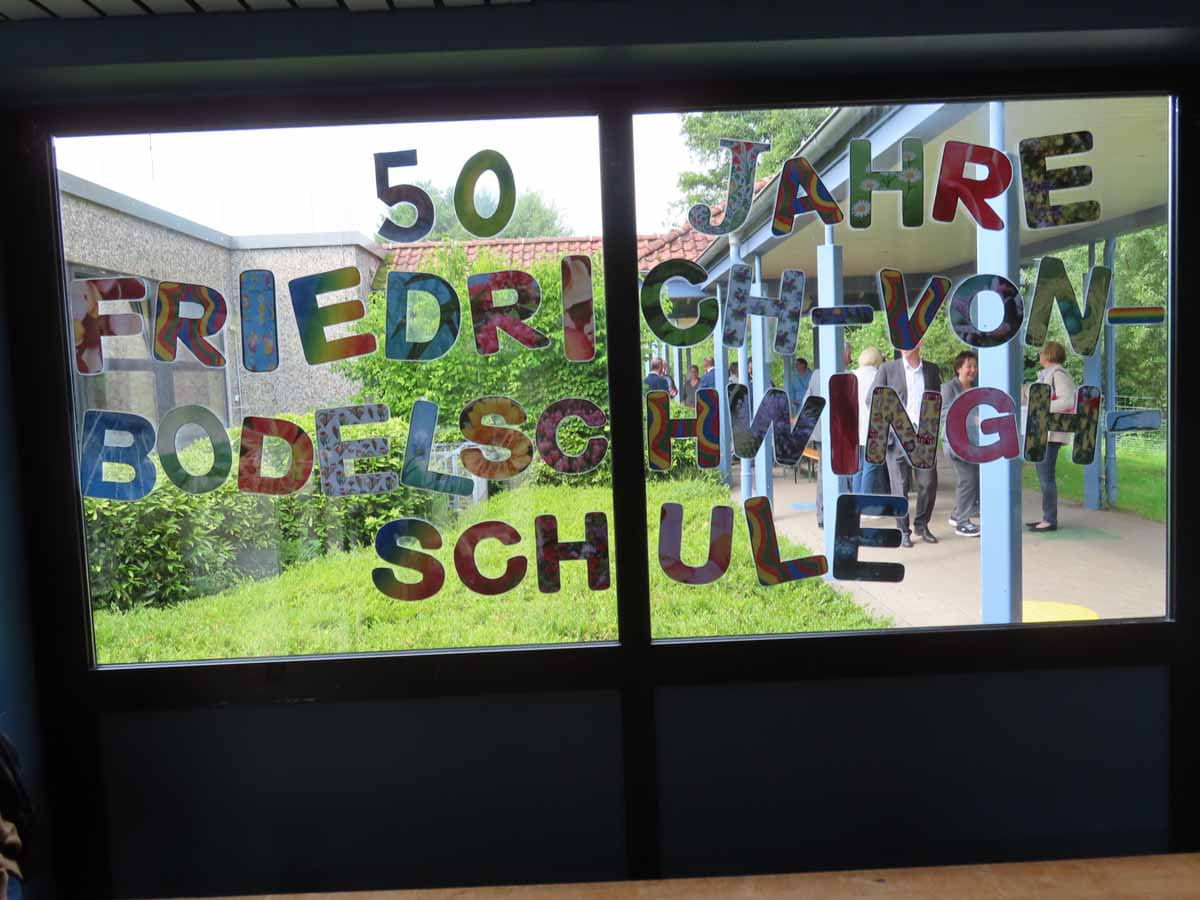 50 JAHRE
FRIEDRICH-VON-
BODELSCHWINGH-
SCHULE